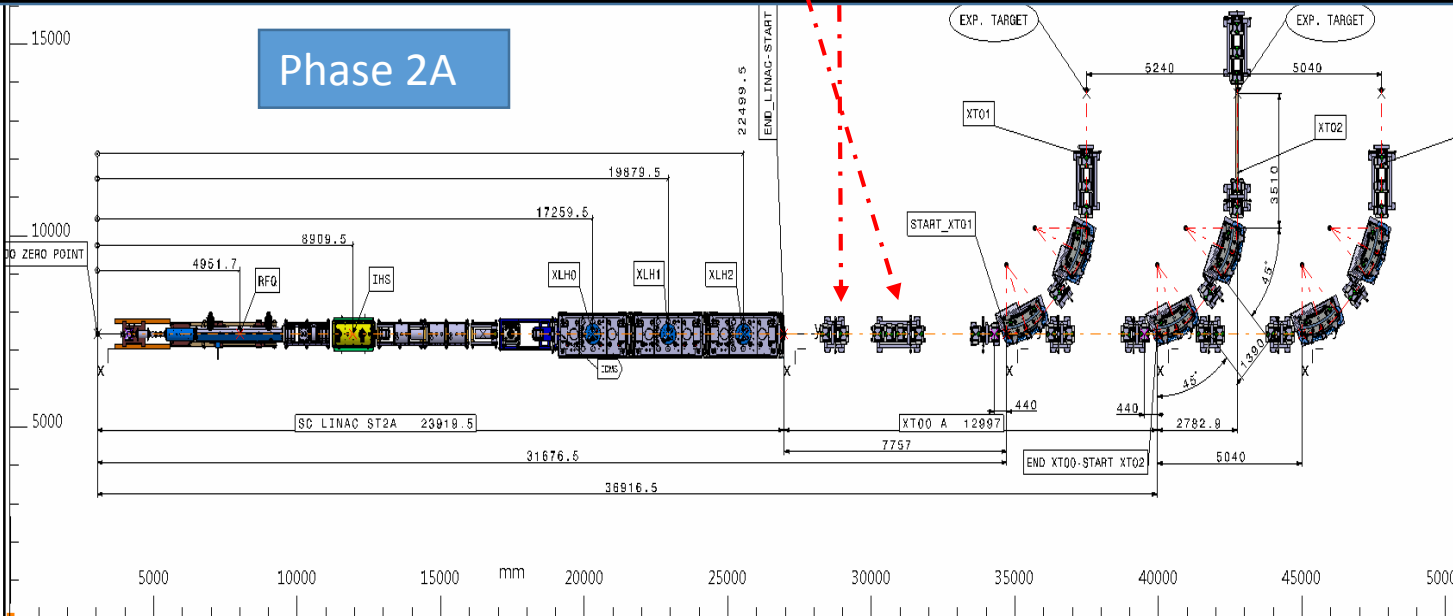 15000
Phase 2A
EXP. TARGET
EXP. TARGET
5240
5040
22499.5
END_LINAC-START
XT01
XT02
3510
19879.5
17259.5
START_XT01
10000
8909.5
ZERO POINT
4951.7
RFQ
IHS
XLH0
XLH1
XLH2
45°
1390
X
X
X
X
X
45°
440
440
5000
SC LINAC ST2A 23919.5
XT00 A 12997
2782.9
7757
31676.5
END XT00-START XT02
5040
36916.5
5000
10000
15000
mm
20000
25000
30000
35000
40000
45000
5000